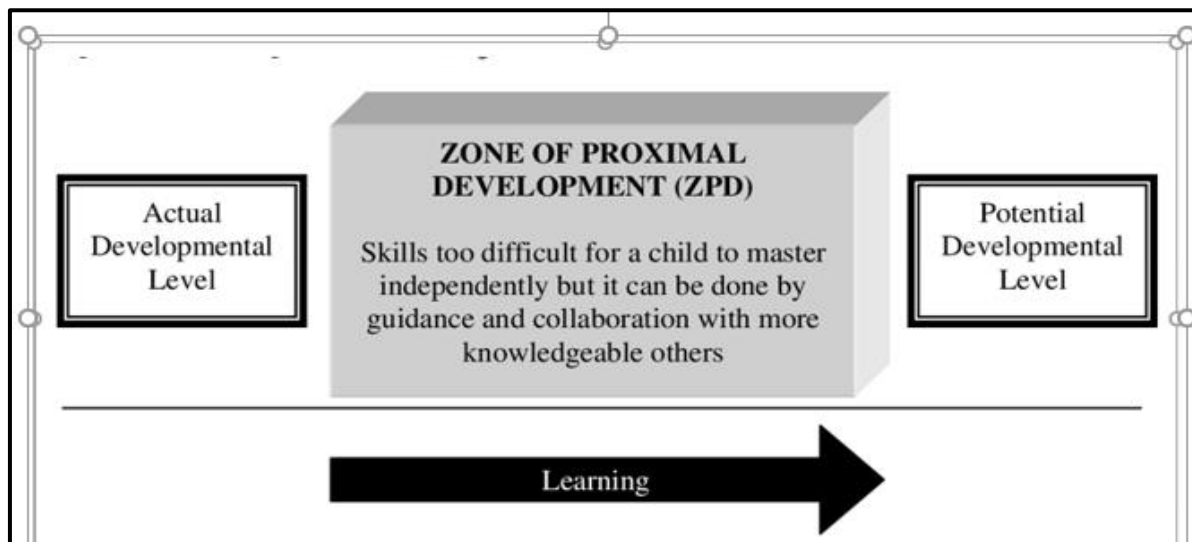 ZONE OF PROXIMAL
DEVELOPMENT (ZPD)
Skills too difficult for a child to master
independently but it can be done by
guidance and collaboration with more
knowledgeable others
Actual
Developmental
Level
Potential
Developmental
Level
Learning